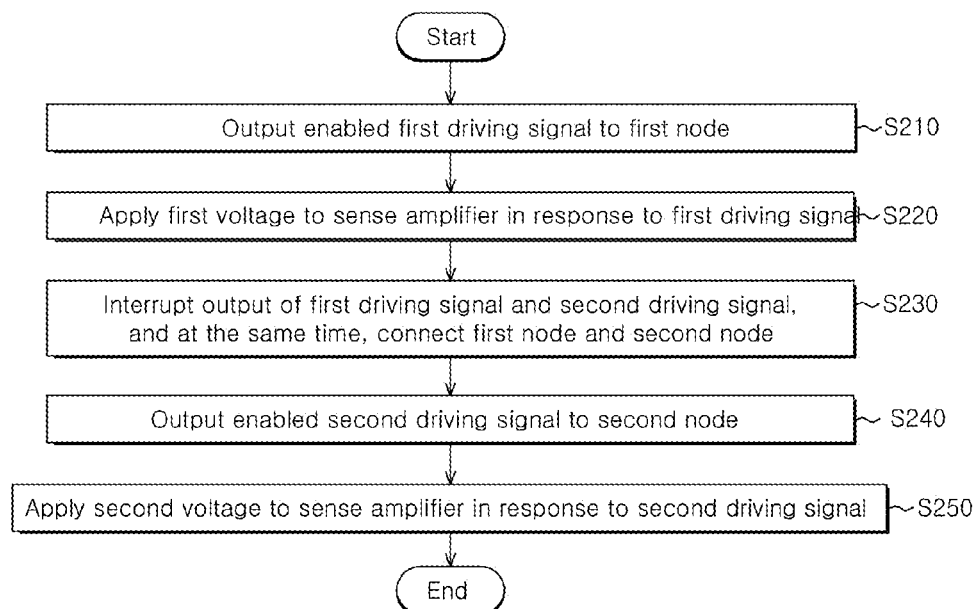 Start
Output enabled first driving signal to first node
S210
Apply first voltage to sense amplifier in response to first driving signal
S220
Interrupt output of first driving signal and second driving signal,
and at the same time, connect first node and second node
S230
Output enabled second driving signal to second node
S240
Apply second voltage to sense amplifier in response to second driving signal
S250
End